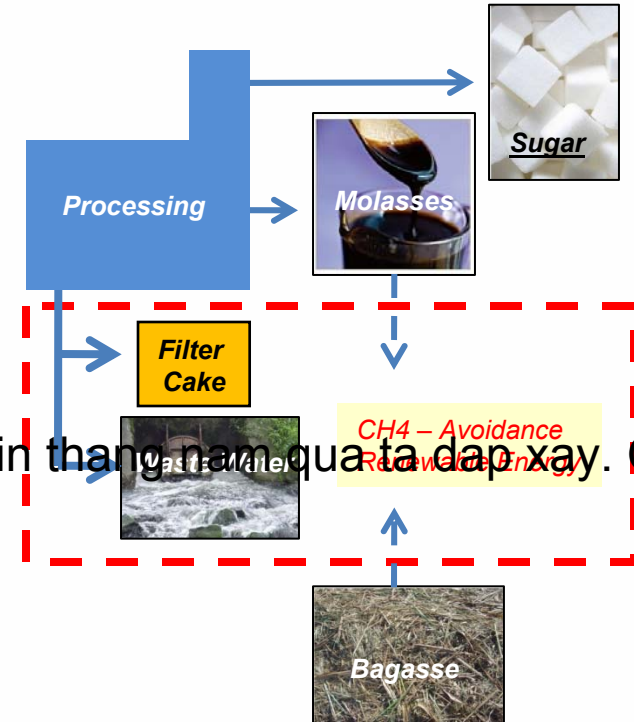 Sugar
Processing
Molasses
Filter
Cake
CH4 – Avoidance
Renewable Energy
in thang nam qua ta dap xay.
Waste Water
Bagasse